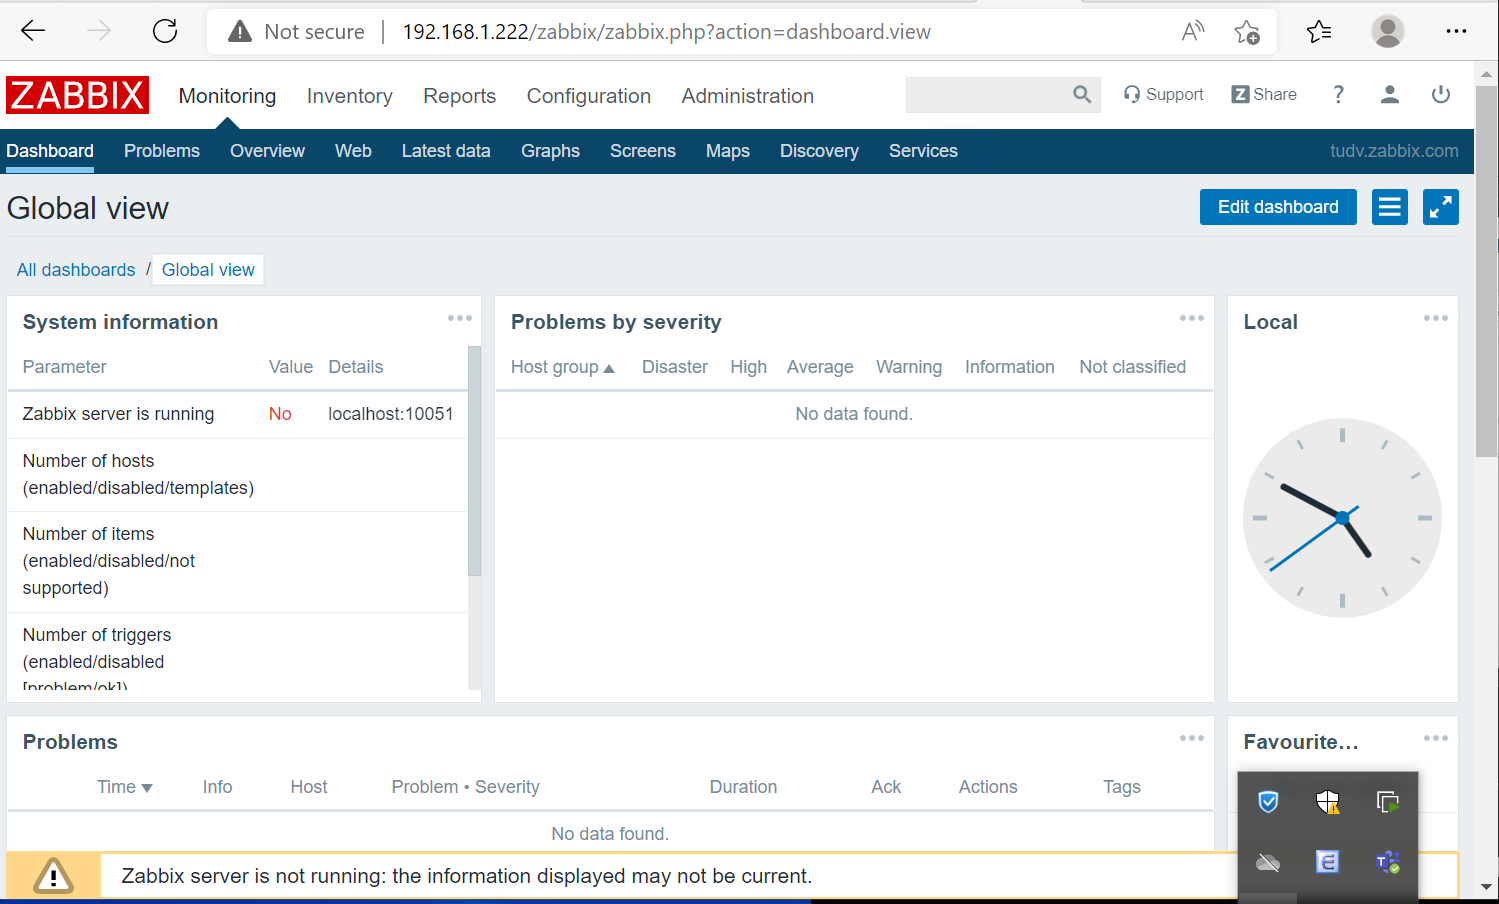 Not secure | 192.168.1.222/zabbix/zabbix.php?action=dashboard.view
ZABBIX Monitoring Inventory Reports Configuration Administration Support Z Share ?
Dashboard Problems Overview Web Latest data Graphs Screens Maps Discovery Services tudv.zabbix.com
Global view Edit dashboard
All dashboards / Global view
System information
Parameter Value Details
Zabbix server is running No localhost:10051
Number of hosts
(enabled/disabled/templates)
Number of items
(enabled/disabled/not
supported)
Number of triggers
(enabled/disabled
[problem/ok])
Problems by severity
Host group Disaster High Average Warning Information Not classified
No data found.
Local
Problems
Time Info Host Problem • Severity Duration Ack Actions Tags
No data found.
Favourite...
Zabbix server is not running: the information displayed may not be current.